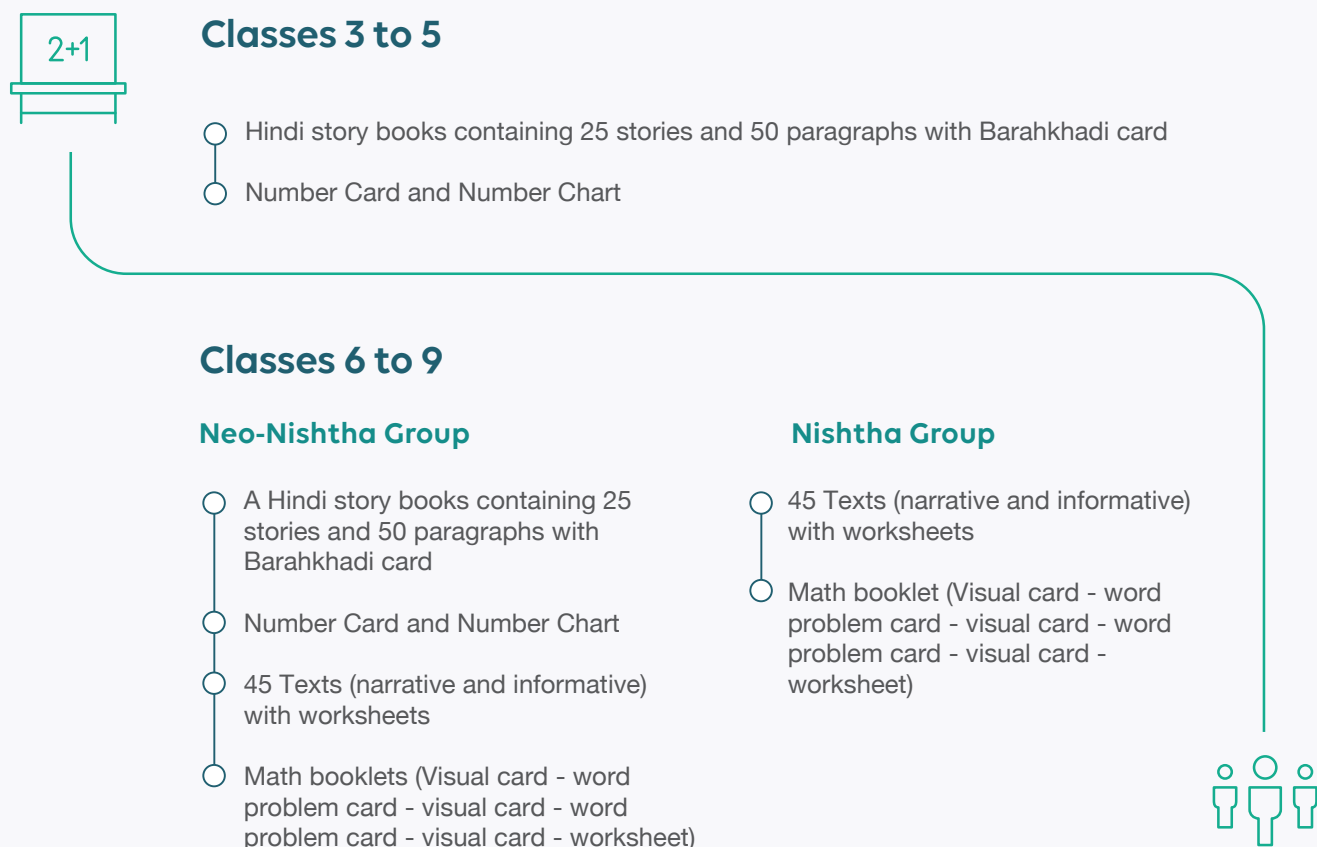 2+1
Classes 3 to 5
Hindi story books containing 25 stories and 50 paragraphs with Barahkhadi card
Number Card and Number Chart
Classes 6 to 9
Neo-Nishtha Group
A Hindi story books containing 25
stories and 50 paragraphs with
Barahkhadi card
Number Card and Number Chart
45 Texts (narrative and informative)
with worksheets
Math booklets (Visual card - word
problem card - visual card - word
problem card - visual card - worksheet)
Nishtha Group
45 Texts (narrative and informative)
with worksheets
Math booklet (Visual card - word
problem card - visual card - word
problem card - visual card -
worksheet)